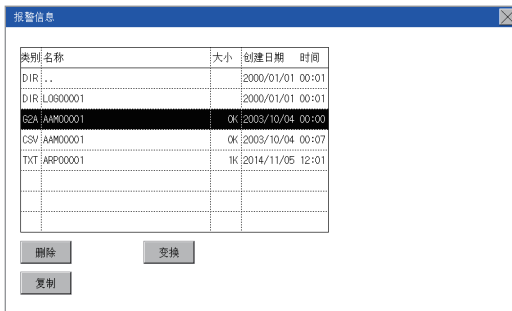 报警信息
类别 名称 大小 创建日期 时间
DIR .. 2000/01/01 00:01
DIR LOG00001 2000/01/01 00:01
G2A AAM00001 0K 2003/10/04 00:00
CSV AAM00001 0K 2003/10/04 00:07
TXT ARP00001 1K 2014/11/05 12:01
删除 变换
复制